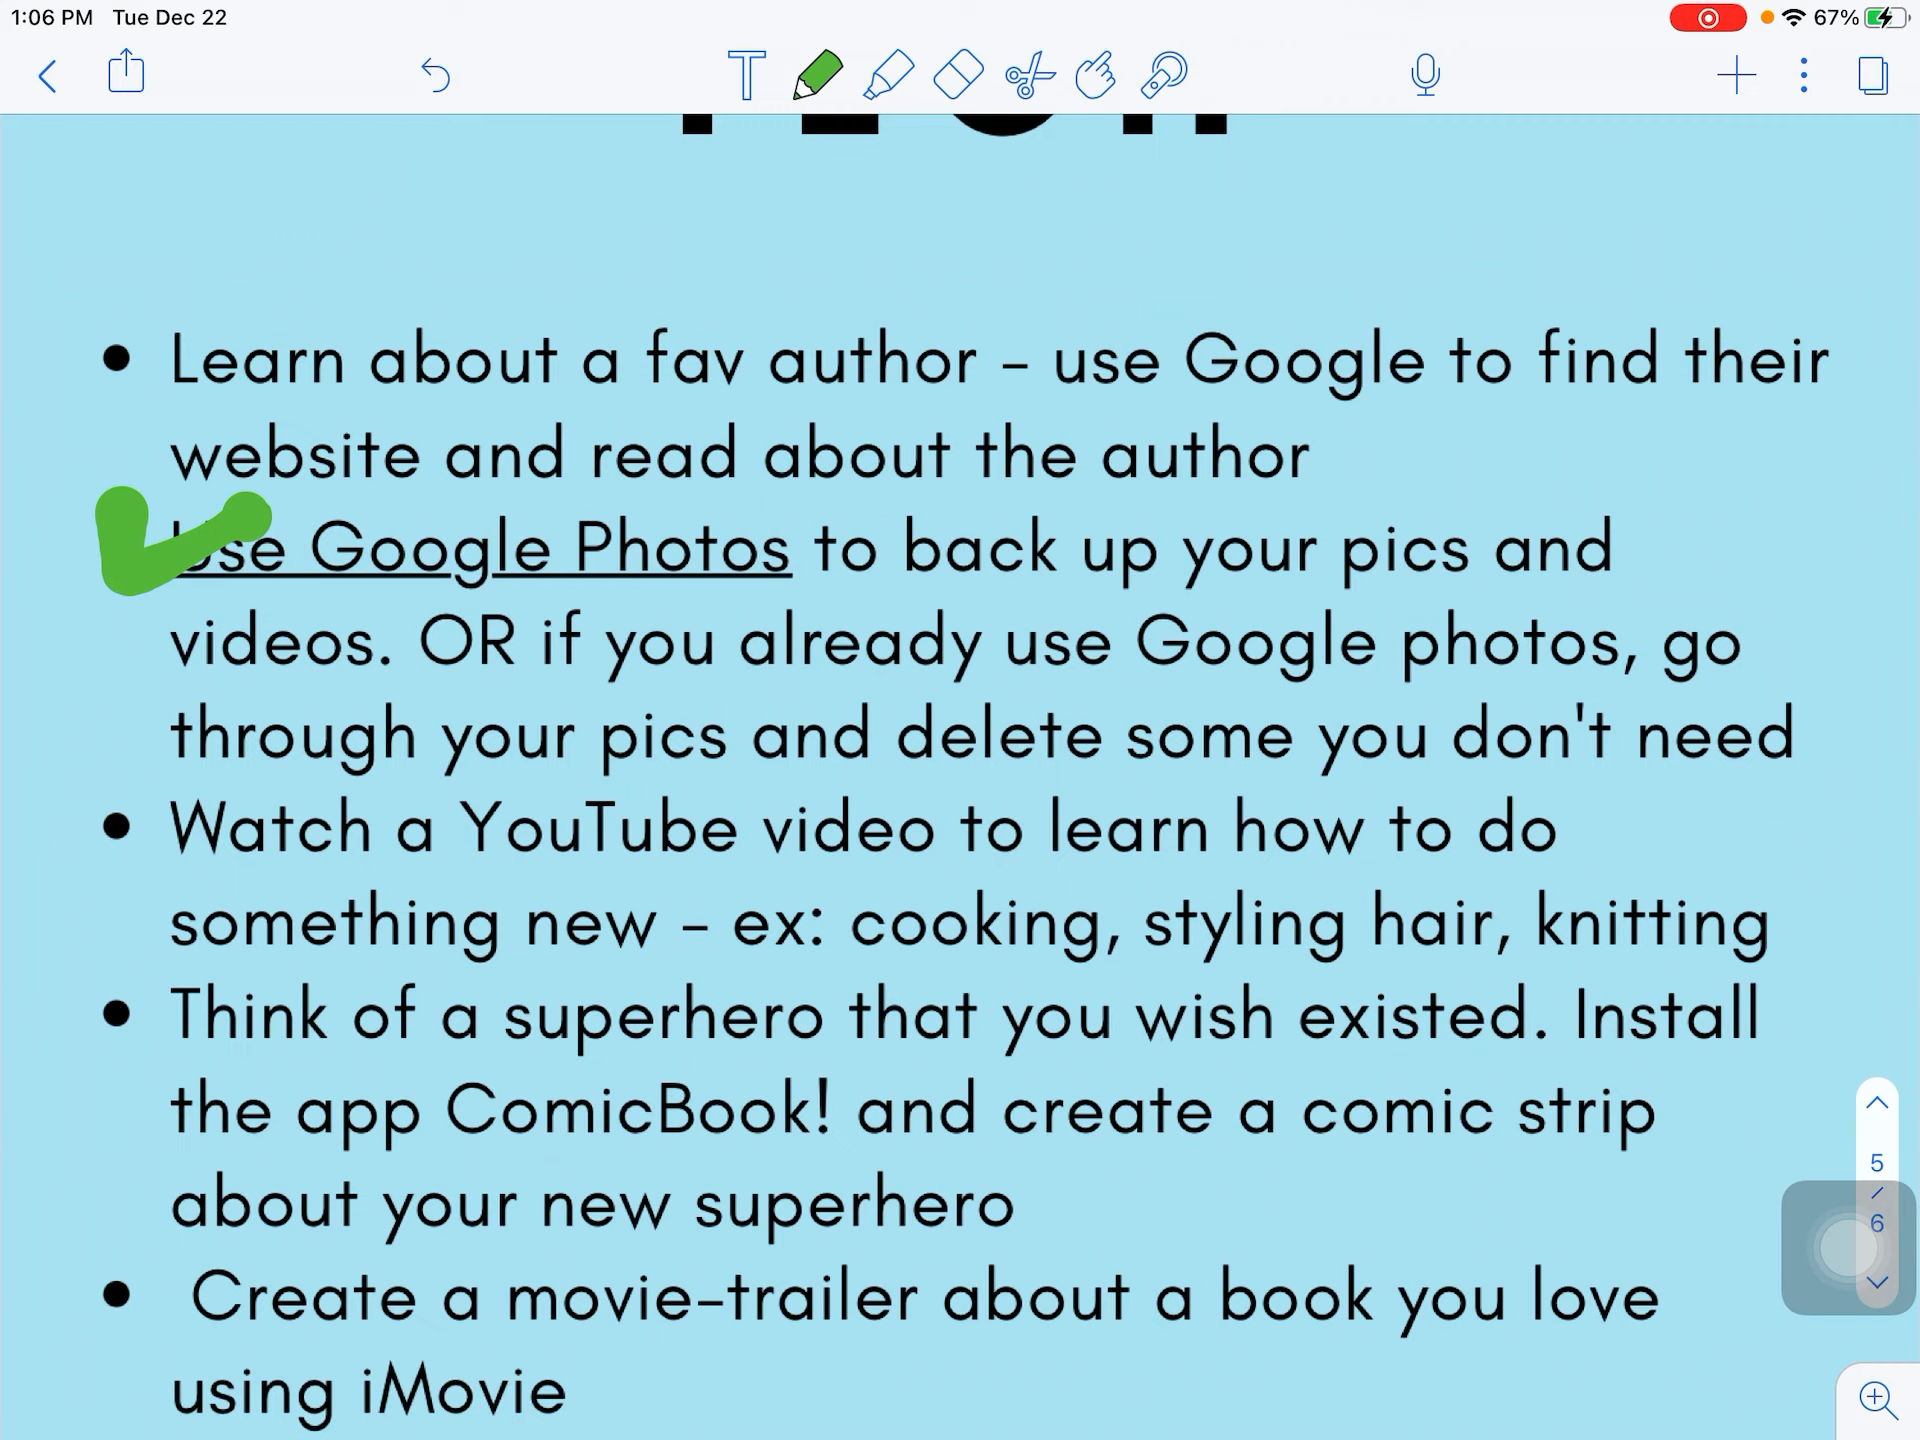 1:06 PM Tue Dec 22 67%
Learn about a fav author - use Google to find their
website and read about the author
Use Google Photos to back up your pics and
videos. OR if you already use Google photos, go
through your pics and delete some you don't need
Watch a YouTube video to learn how to do
something new - ex: cooking, styling hair, knitting
Think of a superhero that you wish existed. Install
the app ComicBook! and create a comic strip
about your new superhero
Create a movie-trailer about a book you love
using iMovie
5
/
6